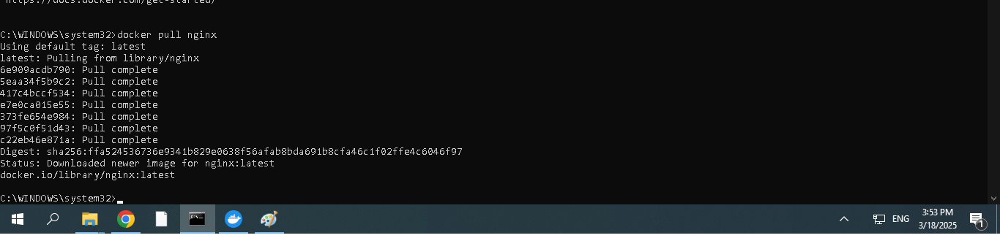 https://docs.docker.com/get-started/
C:\WINDOWS\system32>docker pull nginx
Using default tag: latest
latest: Pulling from library/nginx
6e909acdb790: Pull complete
5eaa34f5b9c2: Pull complete
417c4bccf534: Pull complete
e7e0ca015e55: Pull complete
373fe654e984: Pull complete
97f5c0f51d43: Pull complete
c22eb46e871a: Pull complete
Digest: sha256:ffa524536736e9341b829e0638f56afab8bda691b8cfa46c1f02ffe4c6046f97
Status: Downloaded newer image for nginx:latest
docker.io/library/nginx:latest
C:\WINDOWS\system32>
C:\_
ENG
3:53 PM
3/18/2025
1